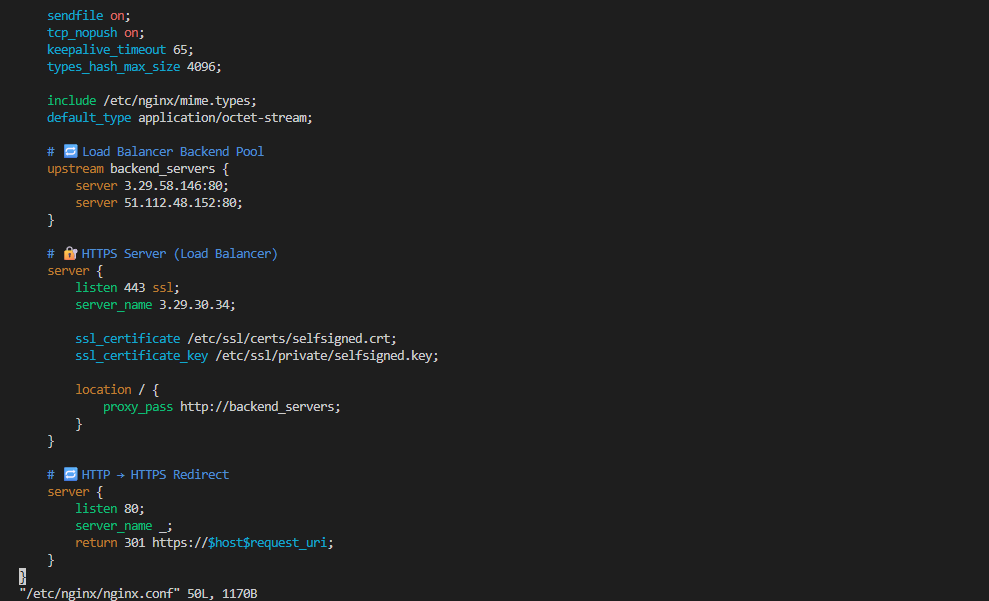 sendfile on;
tcp_nopush on;
keepalive_timeout 65;
types_hash_max_size 4096;
include /etc/nginx/mime.types;
default_type application/octet-stream;
# 🔁 Load Balancer Backend Pool
upstream backend_servers {
server 3.29.58.146:80;
server 51.112.48.152:80;
}
# 🔐 HTTPS Server (Load Balancer)
server {
listen 443 ssl;
server_name 3.29.30.34;
ssl_certificate /etc/ssl/certs/selfsigned.crt;
ssl_certificate_key /etc/ssl/private/selfsigned.key;
location / {
proxy_pass http://backend_servers;
}
}
# 🔁 HTTP → HTTPS Redirect
server {
listen 80;
server_name _;
return 301 https://$host$request_uri;
}
}
"/etc/nginx/nginx.conf" 50L, 1170B